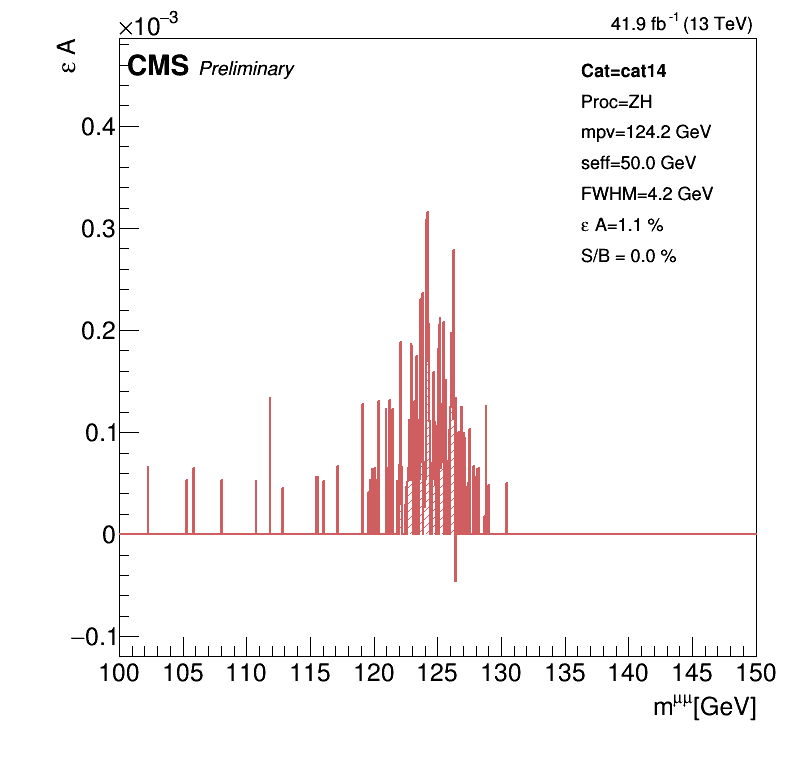 ×10⁻³
41.9 fb⁻¹ (13 TeV)
ε A
CMS Preliminary
Cat=cat14
Proc=ZH
mpv=124.2 GeV
seff=50.0 GeV
FWHM=4.2 GeV
ε A=1.1 %
S/B = 0.0 %
0.4
0.3
0.2
0.1
0
−0.1
100 105 110 115 120 125 130 135 140 145 150
m^μμ[GeV]